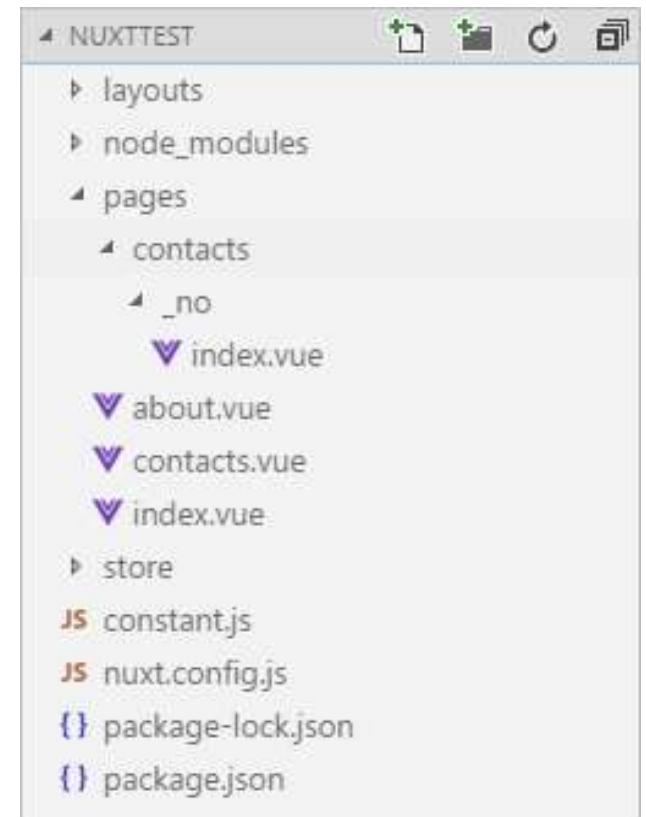 NUXTTEST
layouts
node_modules
pages
contacts
_no
index.vue
about.vue
contacts.vue
index.vue
store
JS constant.js
JS nuxt.config.js
{} package-lock.json
{} package.json